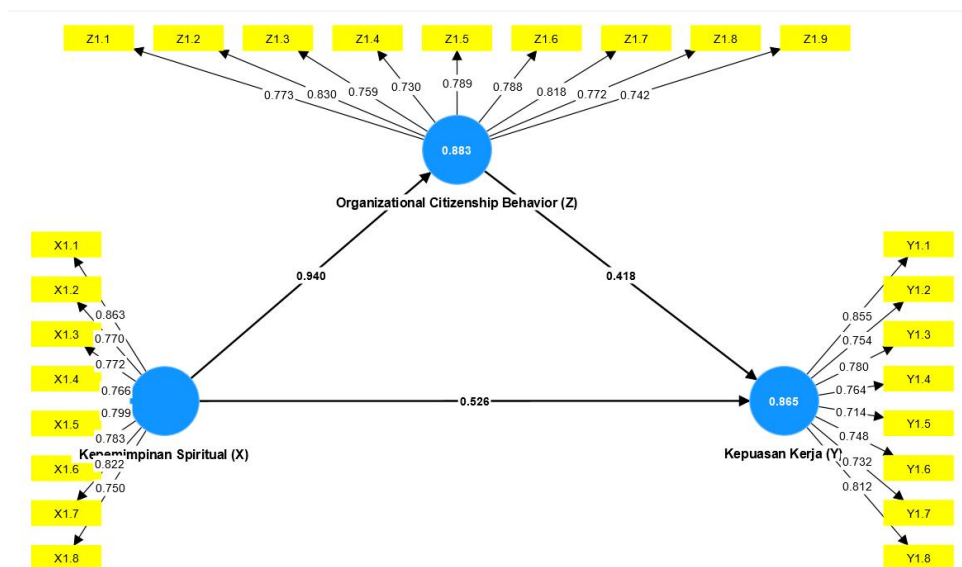 Z1.1 Z1.2 Z1.3 Z1.4 Z1.5 Z1.6 Z1.7 Z1.8 Z1.9
0.773 0.830 0.759 0.730 0.789 0.788 0.818 0.772 0.742
0.883
Organizational Citizenship Behavior (Z)
X1.1
X1.2
X1.3
X1.4
X1.5
X1.6
X1.7
X1.8
0.863
0.770
0.772
0.766
0.799
0.783
0.822
0.750
Kepemimpinan Spiritual (X)
0.940
0.418
0.526
0.865
Kepuasan Kerja (Y)
0.855
0.754
0.780
0.764
0.714
0.748
0.732
0.812
Y1.1
Y1.2
Y1.3
Y1.4
Y1.5
Y1.6
Y1.7
Y1.8